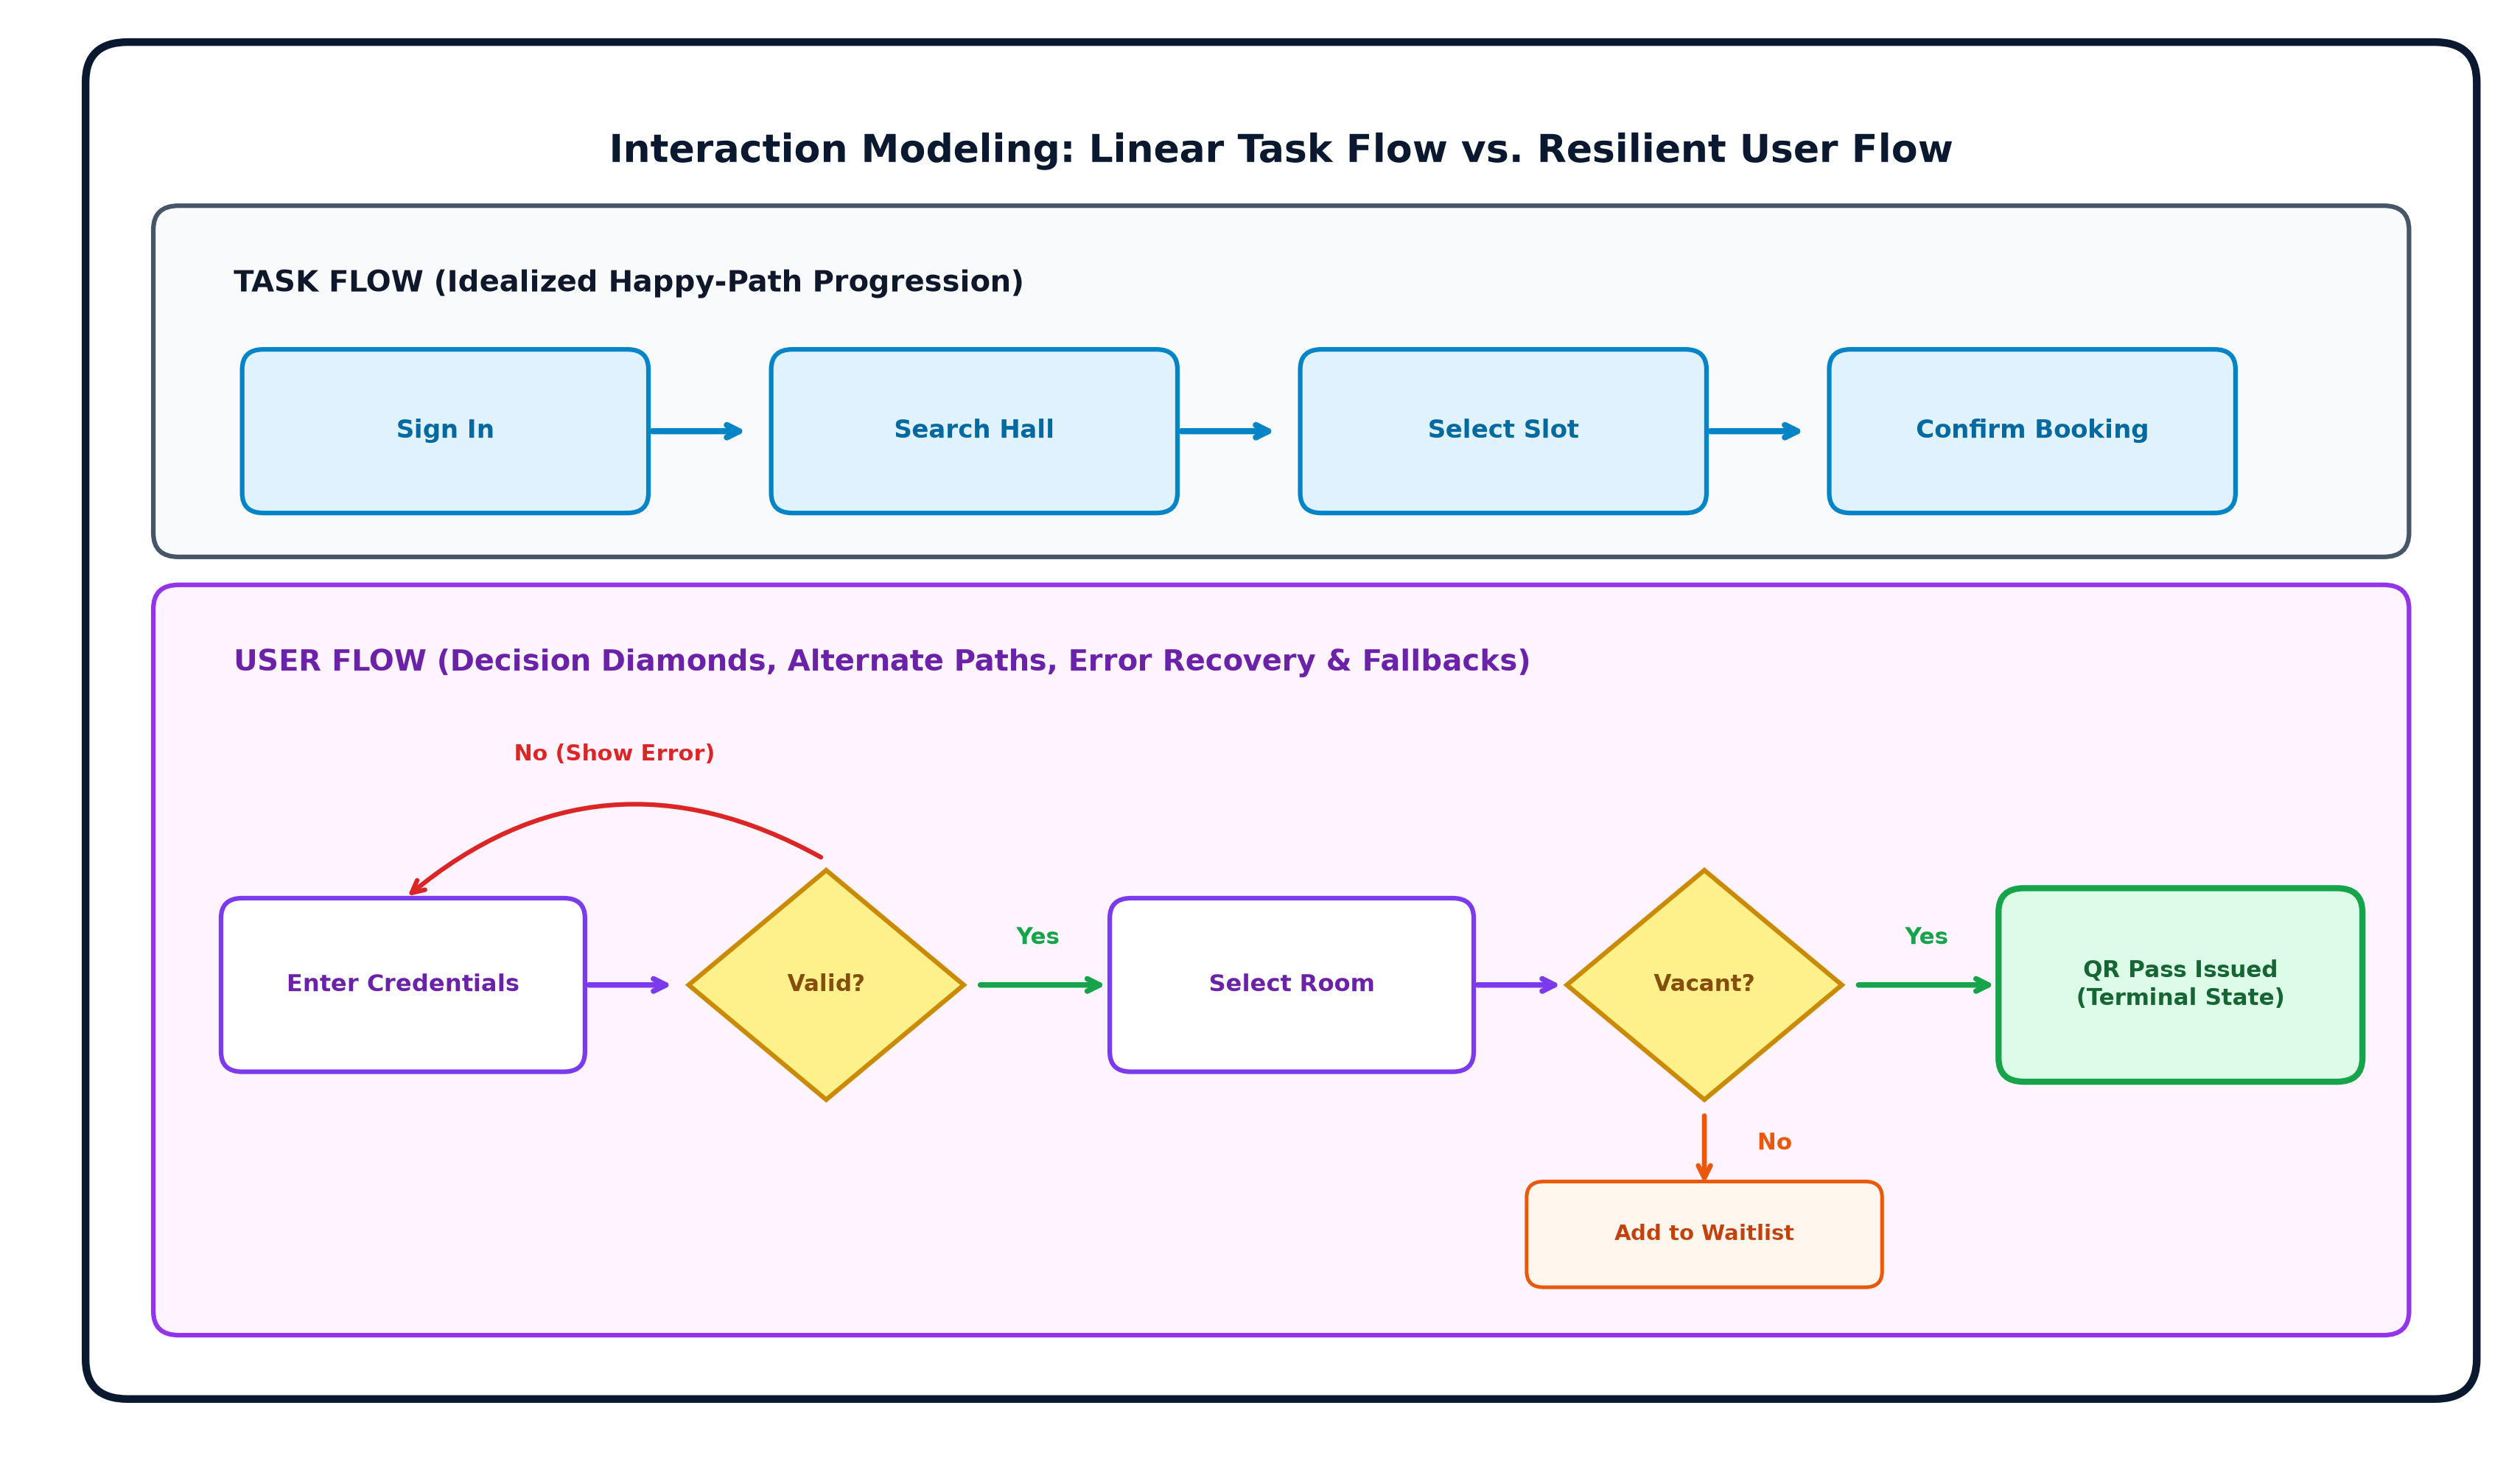 Interaction Modeling: Linear Task Flow vs. Resilient User Flow
TASK FLOW (Idealized Happy-Path Progression)
Sign In
Search Hall
Select Slot
Confirm Booking
USER FLOW (Decision Diamonds, Alternate Paths, Error Recovery & Fallbacks)
No (Show Error)
Enter Credentials
Valid?
Yes
Select Room
Vacant?
Yes
QR Pass Issued
(Terminal State)
No
Add to Waitlist